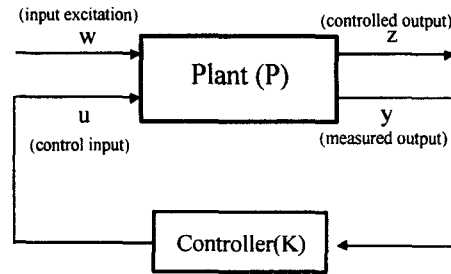 (input excitation)
w
(controlled output)
z
Plant (P)
u
(control input)
y
(measured output)
Controller(K)